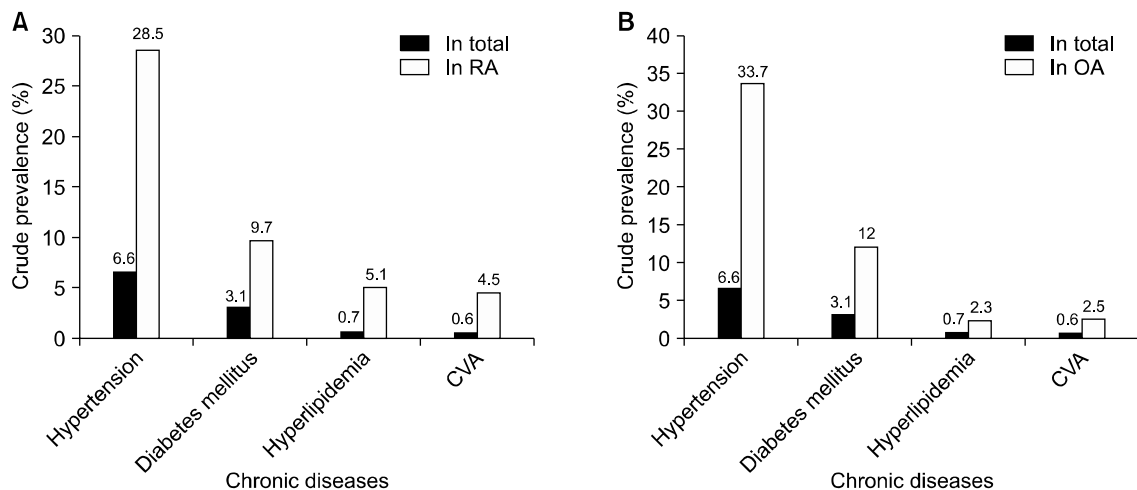 A
Crude prevalence (%)
30
25
20
15
10
5
0
In total
In RA
28.5
6.6
9.7
3.1
5.1
0.7
4.5
0.6
Hypertension
Diabetes mellitus
Hyperlipidemia
CVA
Chronic diseases
B
Crude prevalence (%)
40
35
30
25
20
15
10
5
0
In total
In OA
33.7
6.6
12
3.1
2.3
0.7
2.5
0.6
Hypertension
Diabetes mellitus
Hyperlipidemia
CVA
Chronic diseases